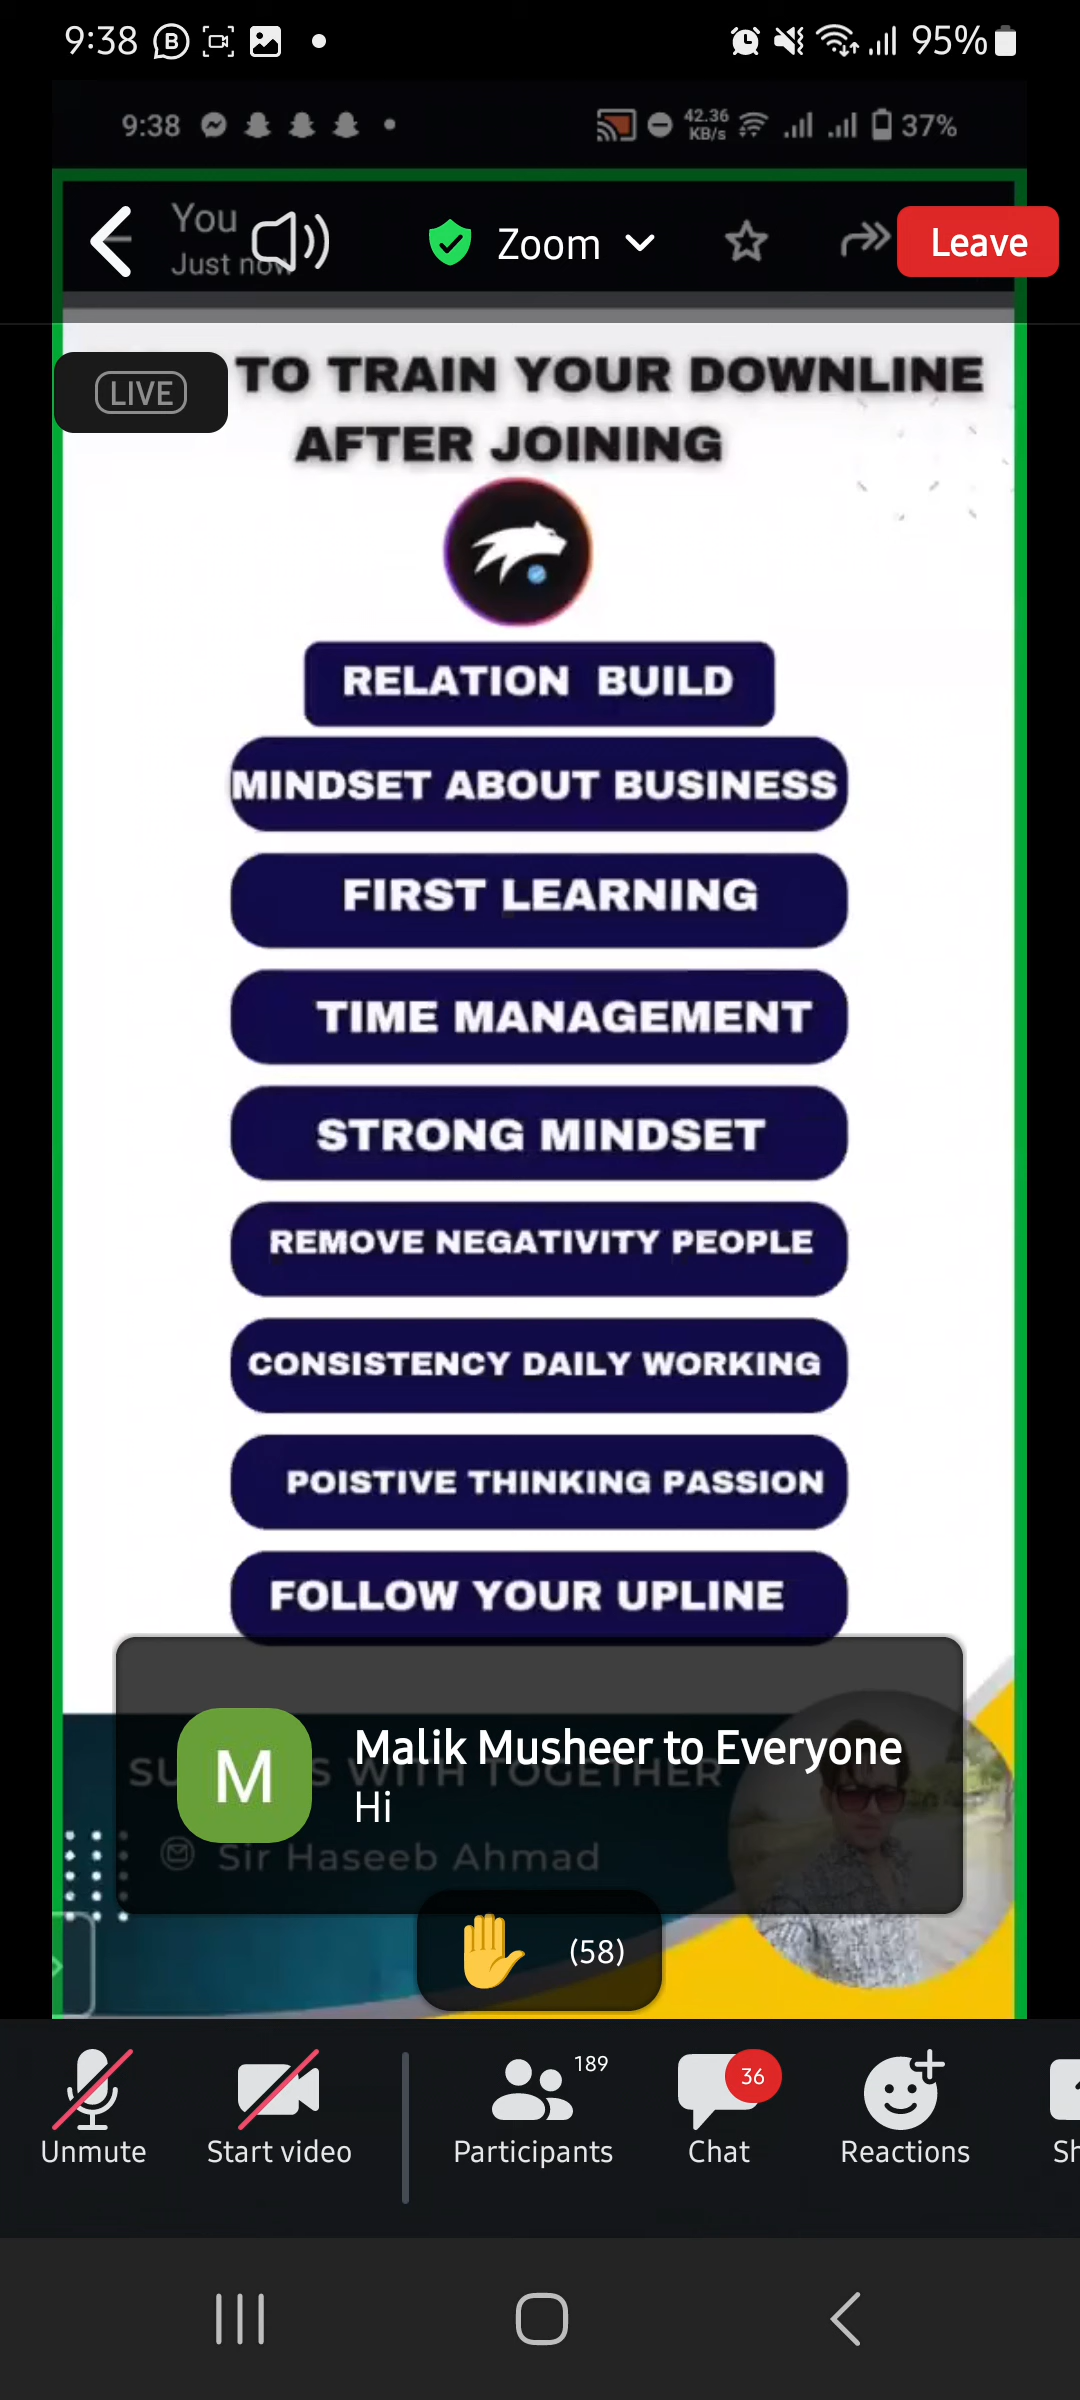 9:38
95%
9:38
42.36
KB/s
37%
You
Just now
Zoom
Leave
LIVE
TO TRAIN YOUR DOWNLINE
AFTER JOINING
RELATION BUILD
MINDSET ABOUT BUSINESS
FIRST LEARNING
TIME MANAGEMENT
STRONG MINDSET
REMOVE NEGATIVITY PEOPLE
CONSISTENCY DAILY WORKING
POISTIVE THINKING PASSION
FOLLOW YOUR UPLINE
M
Malik Musheer to Everyone
Hi
WITH TOGETHER
Sir Haseeb Ahmad
(58)
189
36
Unmute
Start video
Participants
Chat
Reactions
Sh